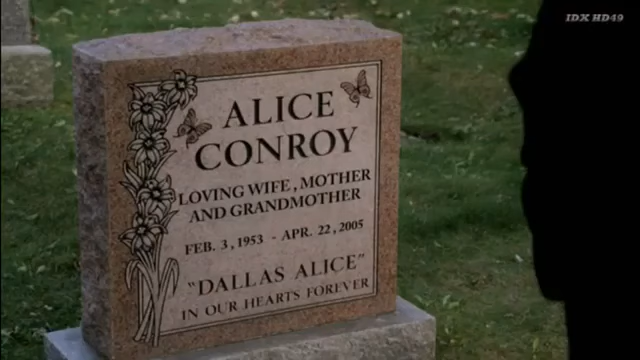 IDX HD49
ALICE
CONROY
LOVING WIFE, MOTHER
AND GRANDMOTHER
FEB. 3, 1953 - APR. 22, 2005
"DALLAS ALICE"
IN OUR HEARTS FOREVER